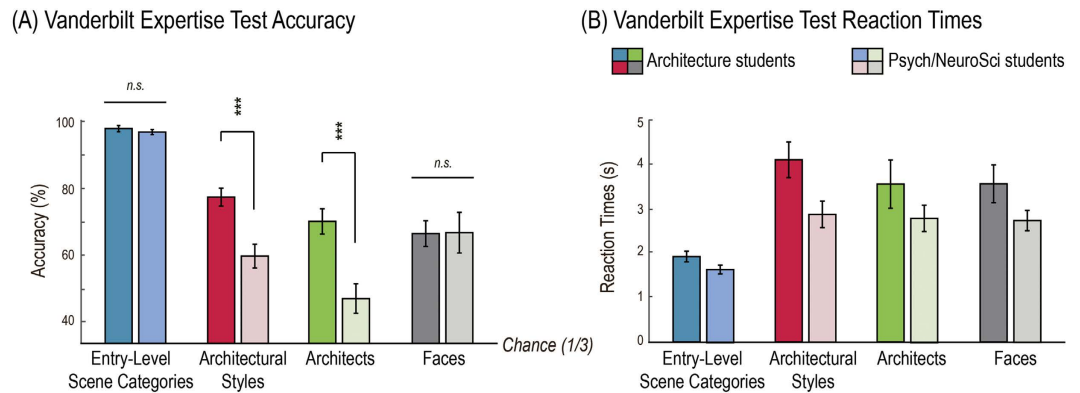 (A) Vanderbilt Expertise Test Accuracy
n.s.
***
***
n.s.
100
80
60
40
Accuracy (%)
Entry-Level
Scene Categories
Architectural
Styles
Architects
Faces
Chance (1/3)
(B) Vanderbilt Expertise Test Reaction Times
Architecture students
Psych/NeuroSci students
5
4
3
2
1
0
Reaction Times (s)
Entry-Level
Scene Categories
Architectural
Styles
Architects
Faces